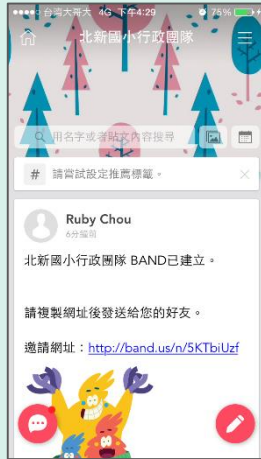 台灣大哥大 4G 下午4:29 75%
北新國小行政團隊
用名字或者貼文內容搜尋
# 請嘗試設定推薦標籤。
Ruby Chou
6分鐘前
北新國小行政團隊 BAND已建立。
請複製網址後發送給您的好友。
邀請網址：http://band.us/n/5KTbiUzf